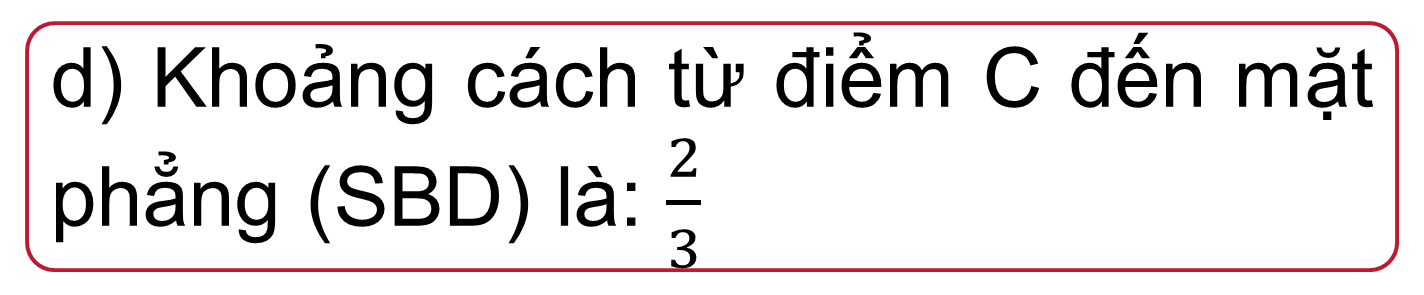 d) Khoảng cách từ điểm C đến mặt
phẳng (SBD) là: 2/3